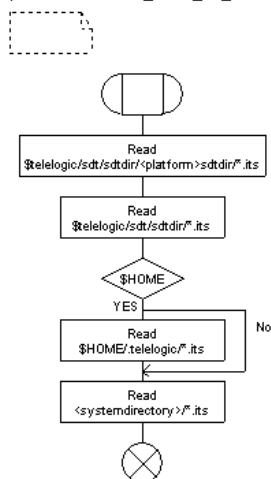 Read
$telelogic/sdt/sdtdir/<platform>sdtdir/*.its
Read
$telelogic/sdt/sdtdir/*.its
$HOME
YES
No
Read
$HOME/.telelogic/*.its
Read
<systemdirectory>/*.its